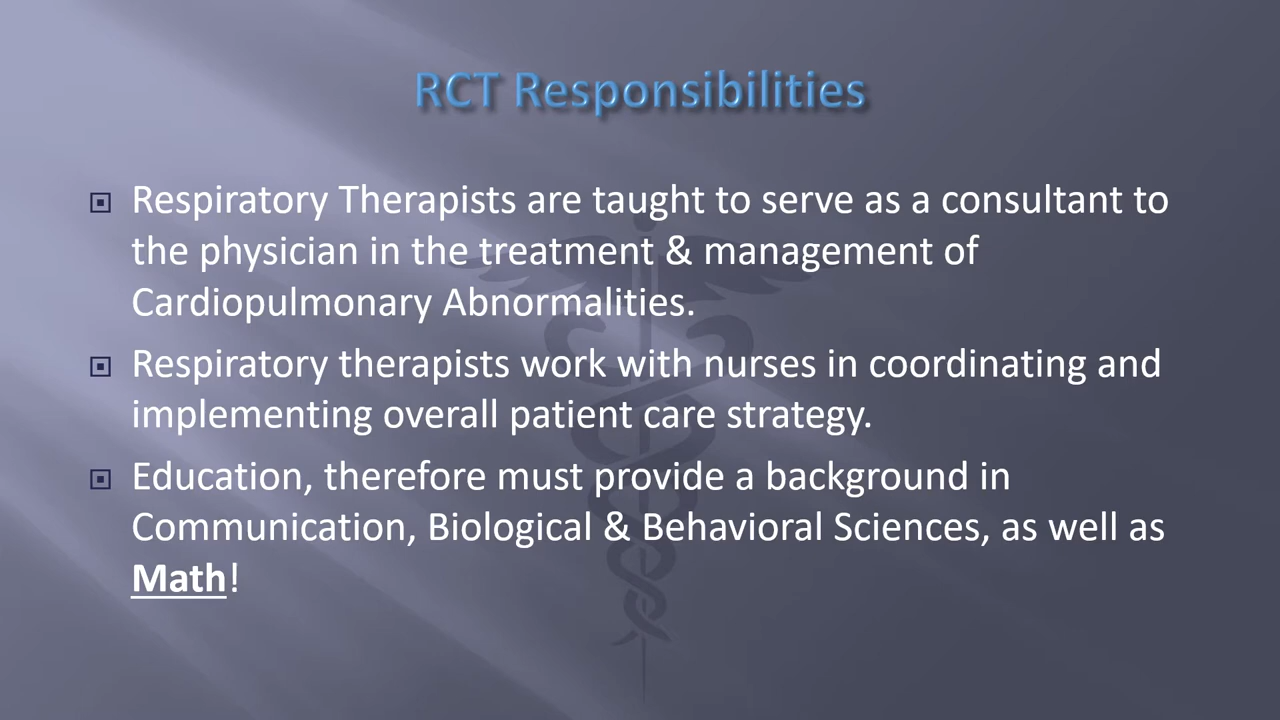 RCT Responsibilities
Respiratory Therapists are taught to serve as a consultant to
the physician in the treatment & management of
Cardiopulmonary Abnormalities.
Respiratory therapists work with nurses in coordinating and
implementing overall patient care strategy.
Education, therefore must provide a background in
Communication, Biological & Behavioral Sciences, as well as
Math!